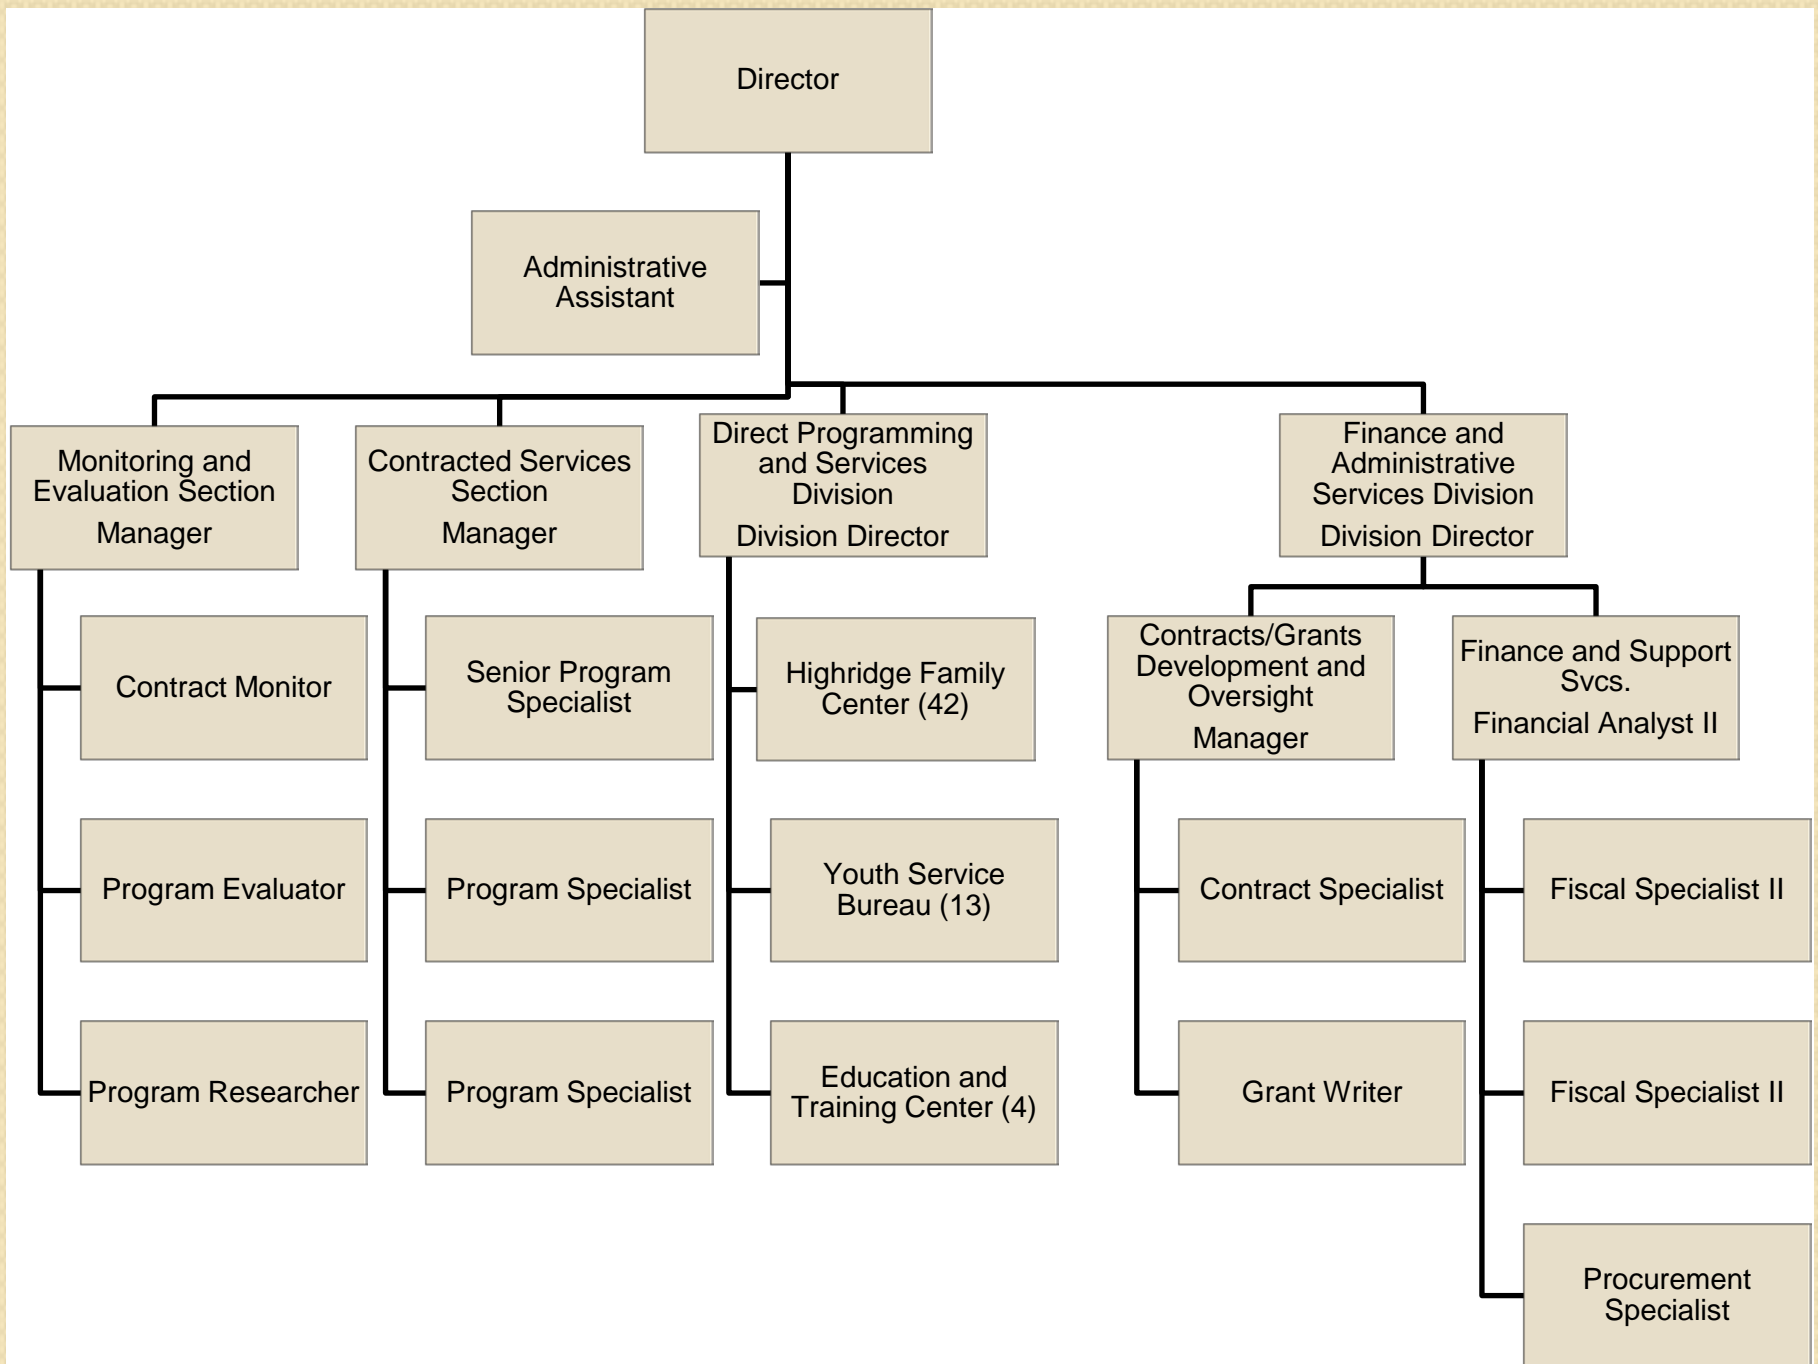 Director
Administrative
Assistant
Monitoring and
Evaluation Section
Manager
Contracted Services
Section
Manager
Direct Programming
and Services
Division
Division Director
Finance and
Administrative
Services Division
Division Director
Contract Monitor
Program Evaluator
Program Researcher
Senior Program
Specialist
Program Specialist
Program Specialist
Highridge Family
Center (42)
Youth Service
Bureau (13)
Education and
Training Center (4)
Contracts/Grants
Development and
Oversight
Manager
Contract Specialist
Grant Writer
Finance and Support
Svcs.
Financial Analyst II
Fiscal Specialist II
Fiscal Specialist II
Procurement
Specialist